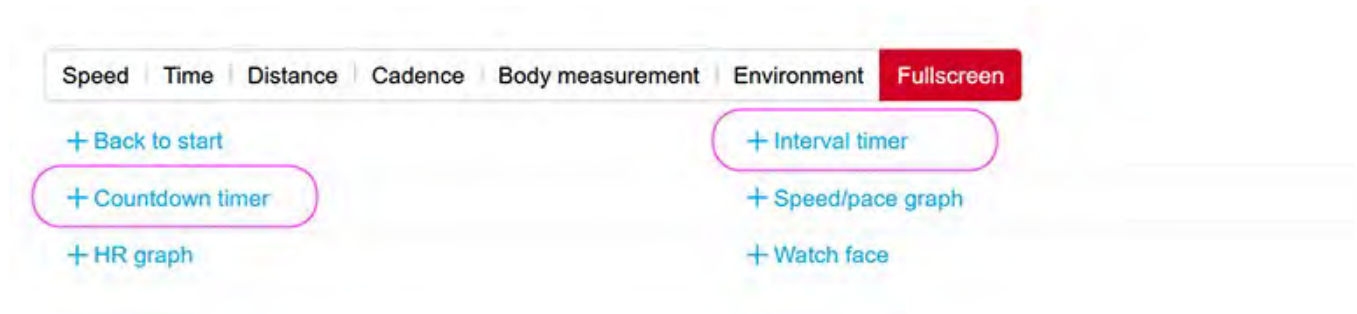 Speed Time Distance Cadence Body measurement Environment Fullscreen
+ Back to start
+ Interval timer
+ Countdown timer
+ Speed/pace graph
+ HR graph
+ Watch face